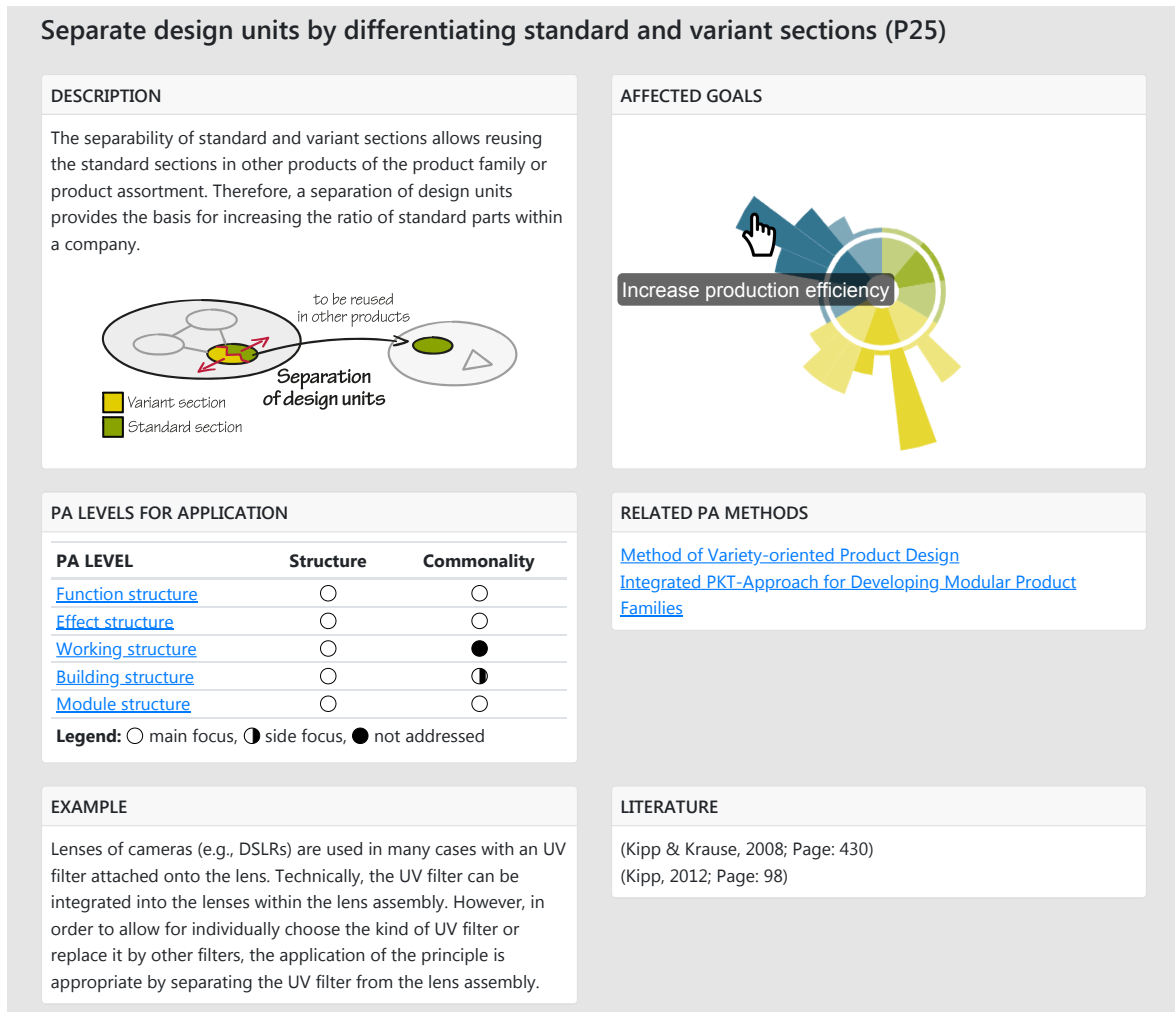 Separate design units by differentiating standard and variant sections (P25)
DESCRIPTION
The separability of standard and variant sections allows reusing
the standard sections in other products of the product family or
product assortment. Therefore, a separation of design units
provides the basis for increasing the ratio of standard parts within
a company.
to be reused
in other products
Separation
of design units
Variant section
Standard section
AFFECTED GOALS
Increase production efficiency
PA LEVELS FOR APPLICATION
PA LEVEL Structure Commonality
Function structure
Effect structure
Working structure
Building structure
Module structure
Legend: ○ main focus, ◑ side focus, ● not addressed
RELATED PA METHODS
Method of Variety-oriented Product Design
Integrated PKT-Approach for Developing Modular Product
Families
EXAMPLE
Lenses of cameras (e.g., DSLRs) are used in many cases with an UV
filter attached onto the lens. Technically, the UV filter can be
integrated into the lenses within the lens assembly. However, in
order to allow for individually choose the kind of UV filter or
replace it by other filters, the application of the principle is
appropriate by separating the UV filter from the lens assembly.
LITERATURE
(Kipp & Krause, 2008; Page: 430)
(Kipp, 2012; Page: 98)